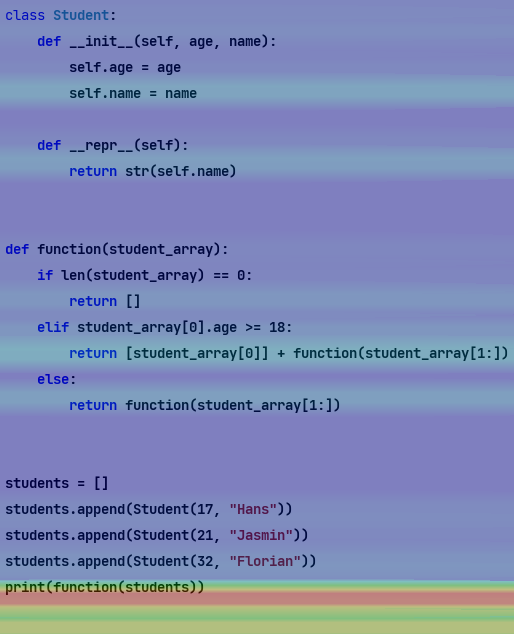 class Student:
    def __init__(self, age, name):
        self.age = age
        self.name = name

    def __repr__(self):
        return str(self.name)


def function(student_array):
    if len(student_array) == 0:
        return []
    elif student_array[0].age >= 18:
        return [student_array[0]] + function(student_array[1:])
    else:
        return function(student_array[1:])


students = []
students.append(Student(17, "Hans"))
students.append(Student(21, "Jasmin"))
students.append(Student(32, "Florian"))
print(function(students))